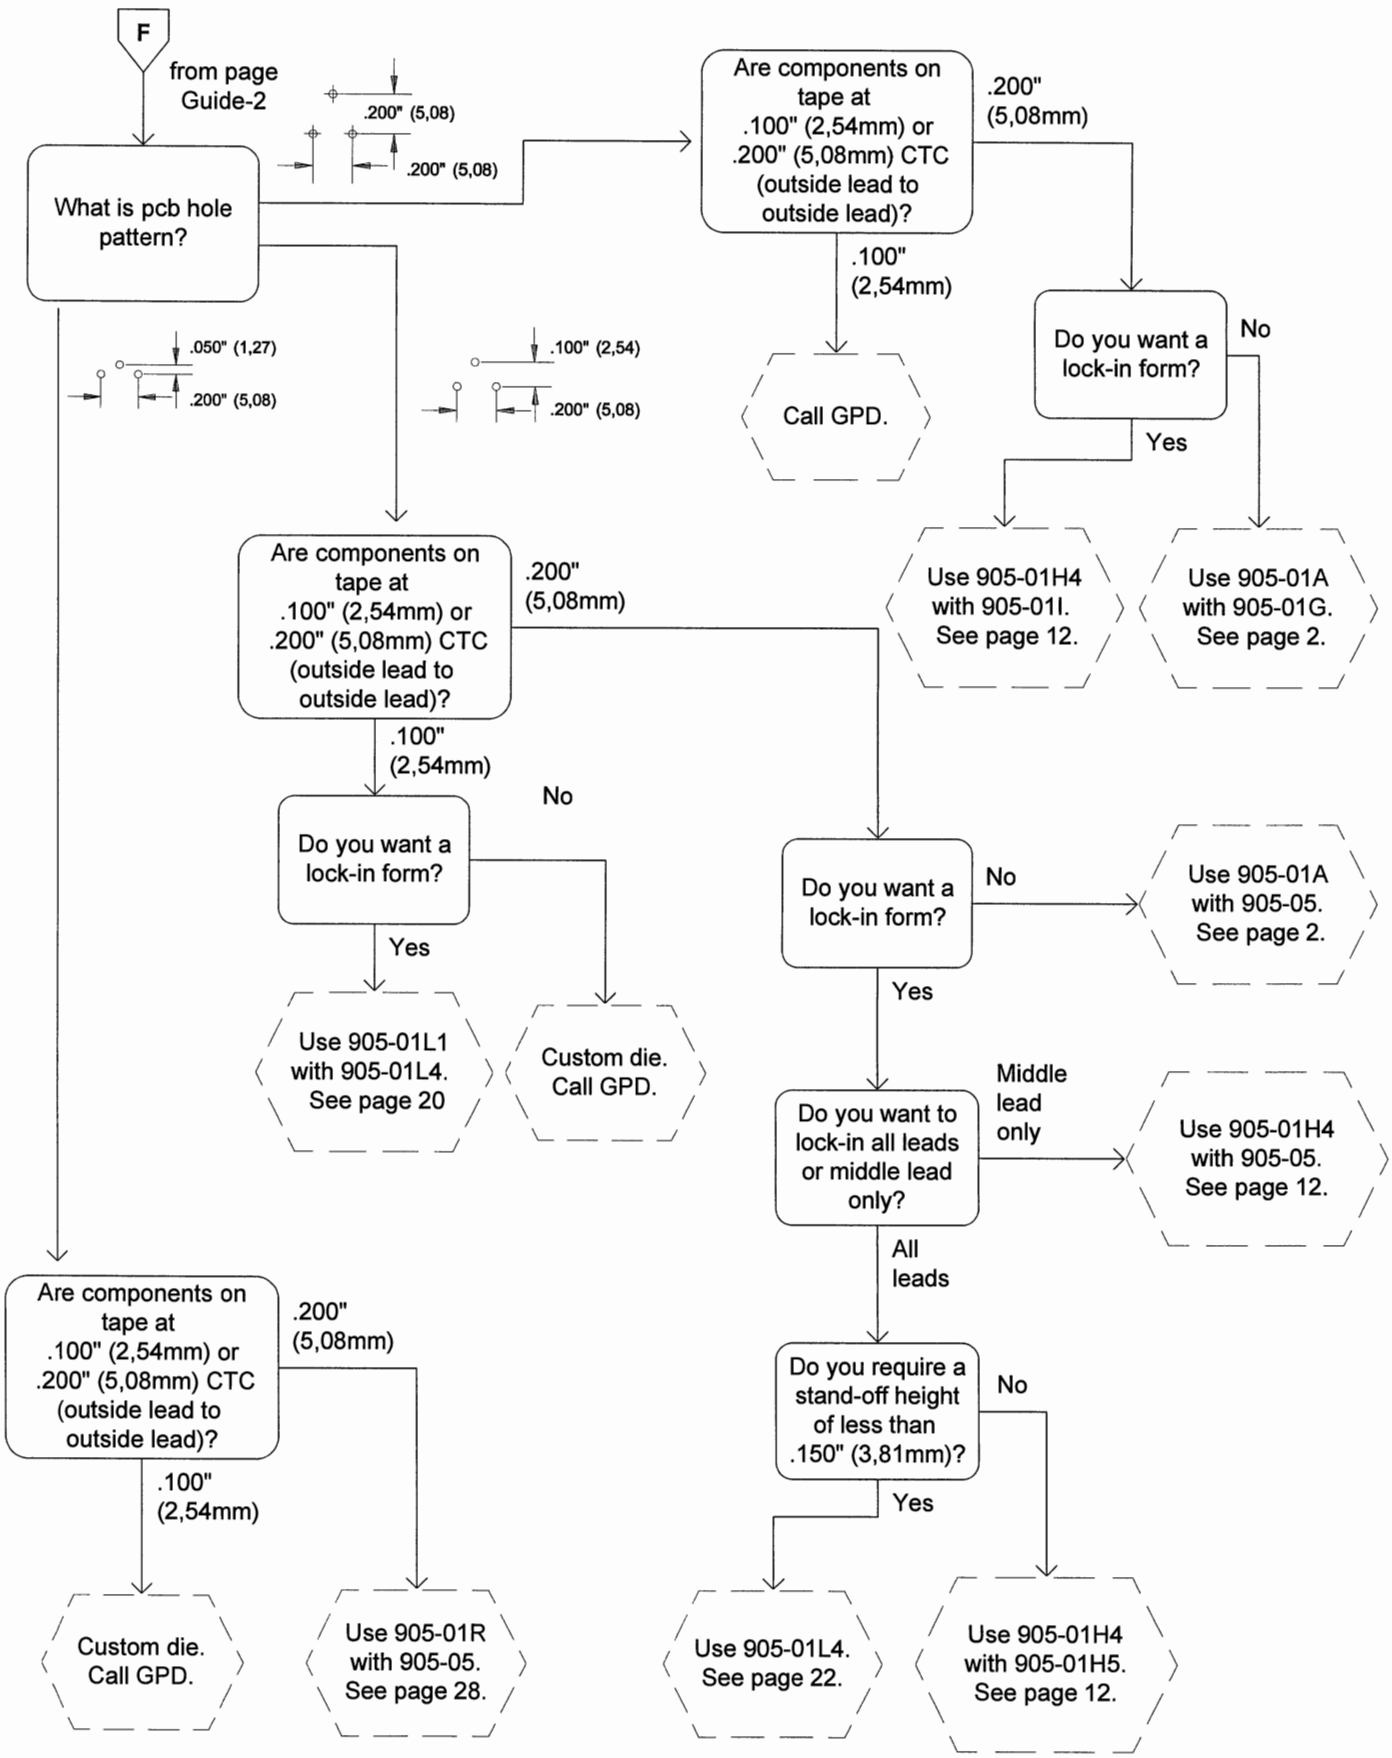 F
from page
Guide-2
.200" (5,08)
.200" (5,08)
What is pcb hole
pattern?
Are components on
tape at
.100" (2,54mm) or
.200" (5,08mm) CTC
(outside lead to
outside lead)?
.200"
(5,08mm)
.100"
(2,54mm)
Call GPD.
Do you want a
lock-in form?
No
Yes
Use 905-01H4
with 905-01I.
See page 12.
Use 905-01A
with 905-01G.
See page 2.
.050" (1,27)
.200" (5,08)
.100" (2,54)
.200" (5,08)
Are components on
tape at
.100" (2,54mm) or
.200" (5,08mm) CTC
(outside lead to
outside lead)?
.200"
(5,08mm)
.100"
(2,54mm)
Do you want a
lock-in form?
No
Yes
Use 905-01L1
with 905-01L4.
See page 20
Custom die.
Call GPD.
Do you want a
lock-in form?
No
Use 905-01A
with 905-05.
See page 2.
Yes
Do you want to
lock-in all leads
or middle lead
only?
Middle
lead
only
Use 905-01H4
with 905-05.
See page 12.
All
leads
Do you require a
stand-off height
of less than
.150" (3,81mm)?
No
Yes
Use 905-01L4.
See page 22.
Use 905-01H4
with 905-01H5.
See page 12.
Are components on
tape at
.100" (2,54mm) or
.200" (5,08mm) CTC
(outside lead to
outside lead)?
.200"
(5,08mm)
.100"
(2,54mm)
Custom die.
Call GPD.
Use 905-01R
with 905-05.
See page 28.